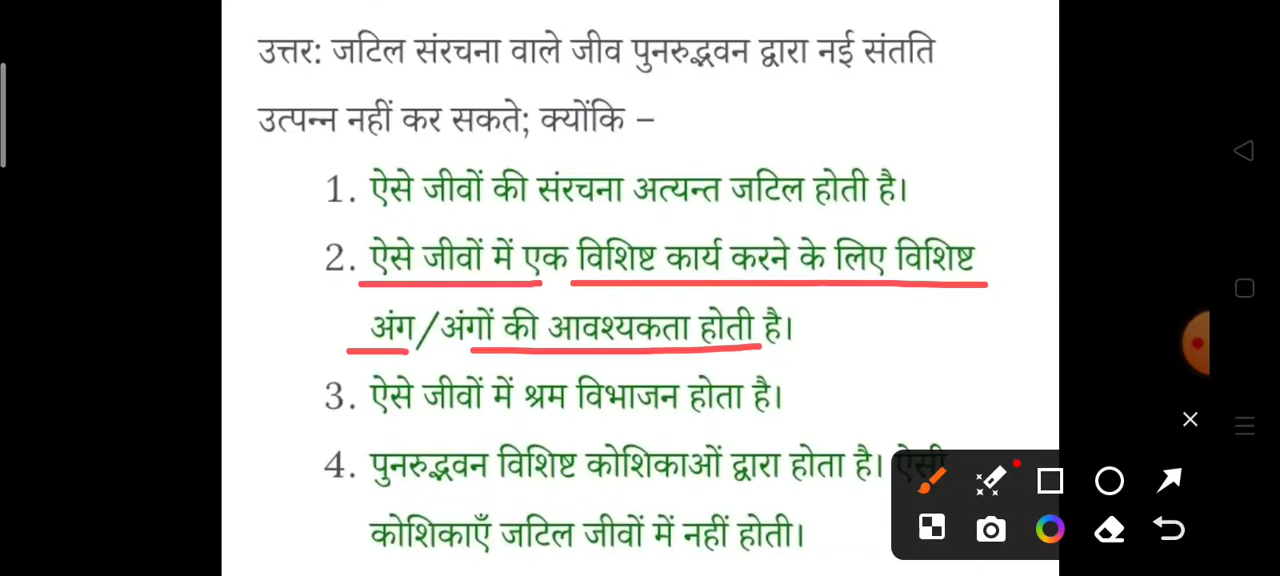 उत्तर: जटिल संरचना वाले जीव पुनरुद्भवन द्वारा नई संतति
उत्पन्न नहीं कर सकते; क्योंकि –
1. ऐसे जीवों की संरचना अत्यन्त जटिल होती है।
2. ऐसे जीवों में एक विशिष्ट कार्य करने के लिए विशिष्ट
अंग/अंगों की आवश्यकता होती है।
3. ऐसे जीवों में श्रम विभाजन होता है।
4. पुनरुद्भवन विशिष्ट कोशिकाओं द्वारा होता है। ऐसी
कोशिकाएँ जटिल जीवों में नहीं होती।